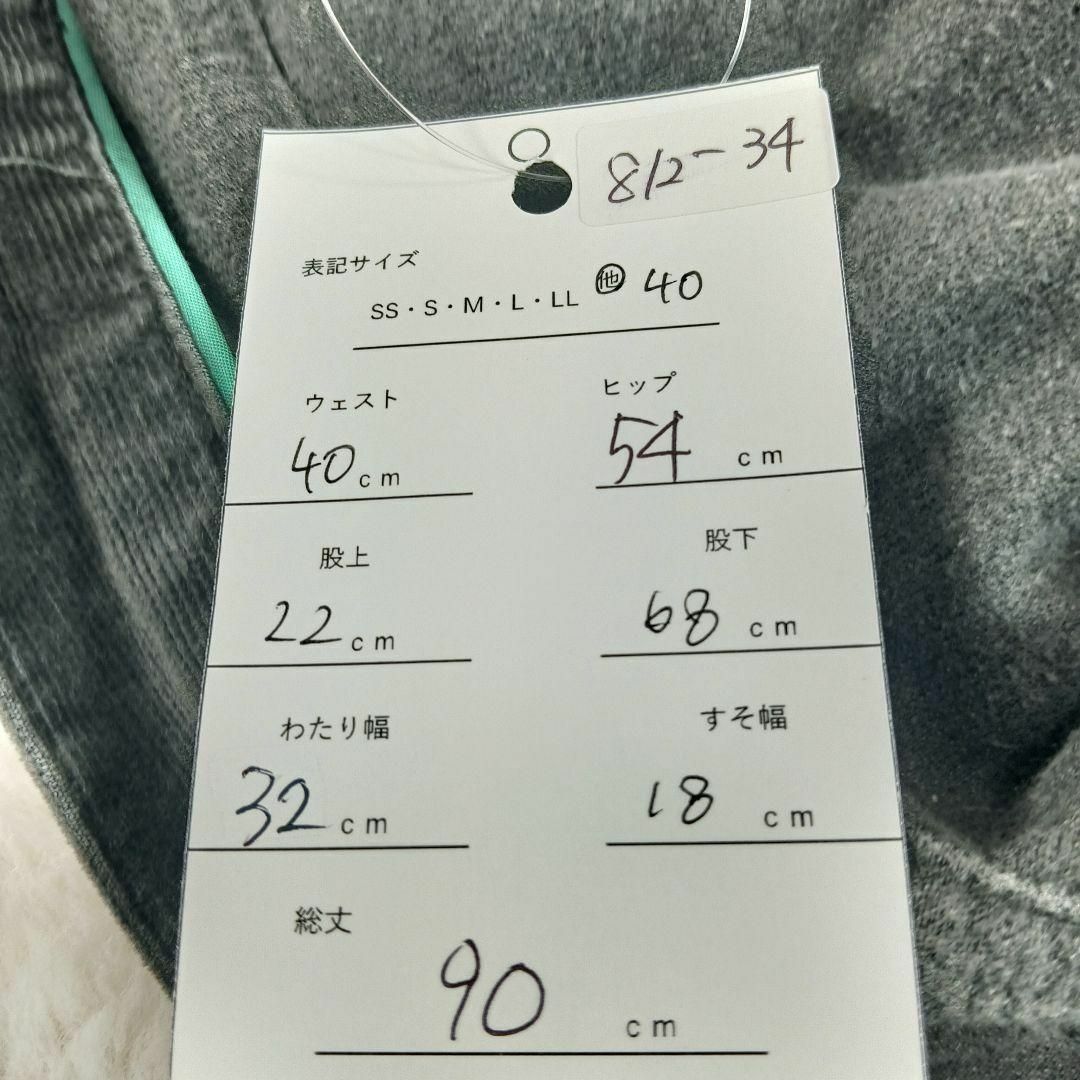 812-34
表記サイズ
SS・S・M・L・LL 他 40
ウェスト ヒップ
40cm 54 cm
股上 股下
22cm 68 cm
わたり幅 すそ幅
32cm 18 cm
総丈
90 cm